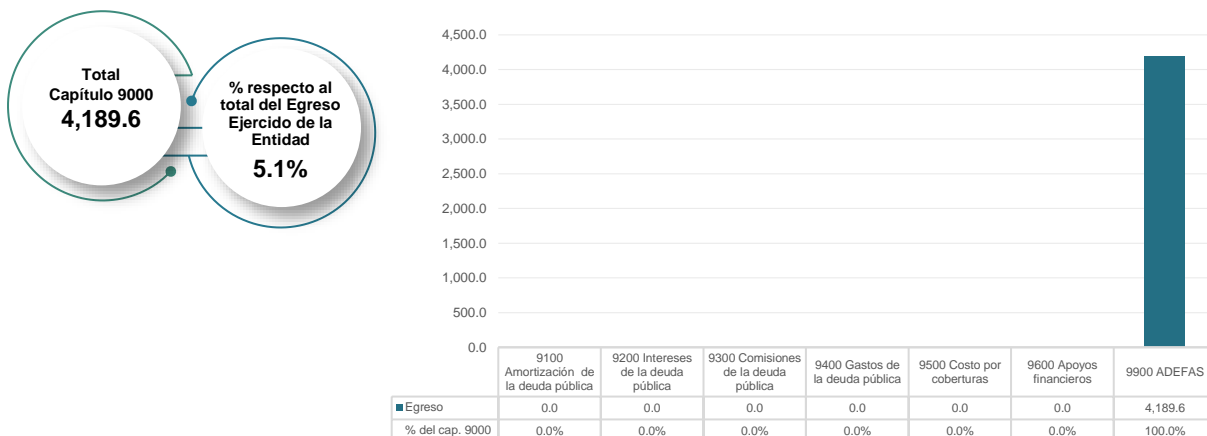 Total
Capítulo 9000
4,189.6
% respecto al
total del Egreso
Ejercido de la
Entidad
5.1%
4,500.0
4,000.0
3,500.0
3,000.0
2,500.0
2,000.0
1,500.0
1,000.0
500.0
0.0
9100
Amortización de
la deuda pública
9200 Intereses
de la deuda
pública
9300 Comisiones
de la deuda
pública
9400 Gastos de
la deuda pública
9500 Costo por
coberturas
9600 Apoyos
financieros
9900 ADEFAS
Egreso 0.0 0.0 0.0 0.0 0.0 0.0 4,189.6
% del cap. 9000 0.0% 0.0% 0.0% 0.0% 0.0% 0.0% 100.0%